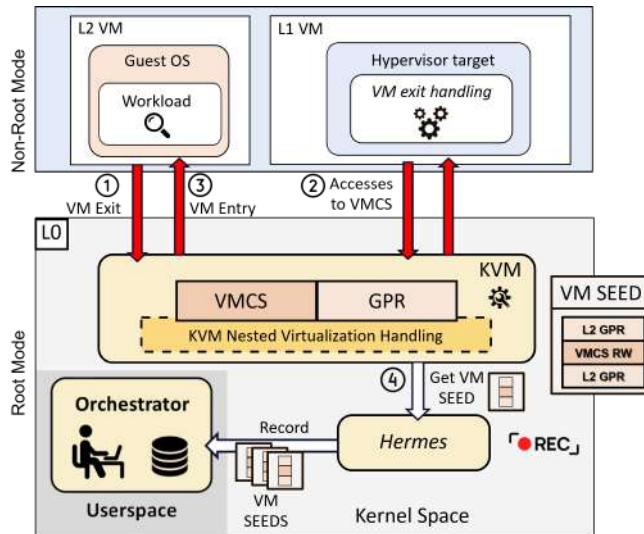 L2 VM
L1 VM
Guest OS
Hypervisor target
Workload
VM exit handling
Non-Root Mode
1
VM Exit
3
VM Entry
2 Accesses
to VMCS
L0
KVM
VMCS
GPR
KVM Nested Virtualization Handling
VM SEED
L2 GPR
VMCS RW
L2 GPR
Root Mode
4
Get VM
SEED
Orchestrator
Record
Hermes
REC
VM
SEEDS
Userspace
Kernel Space